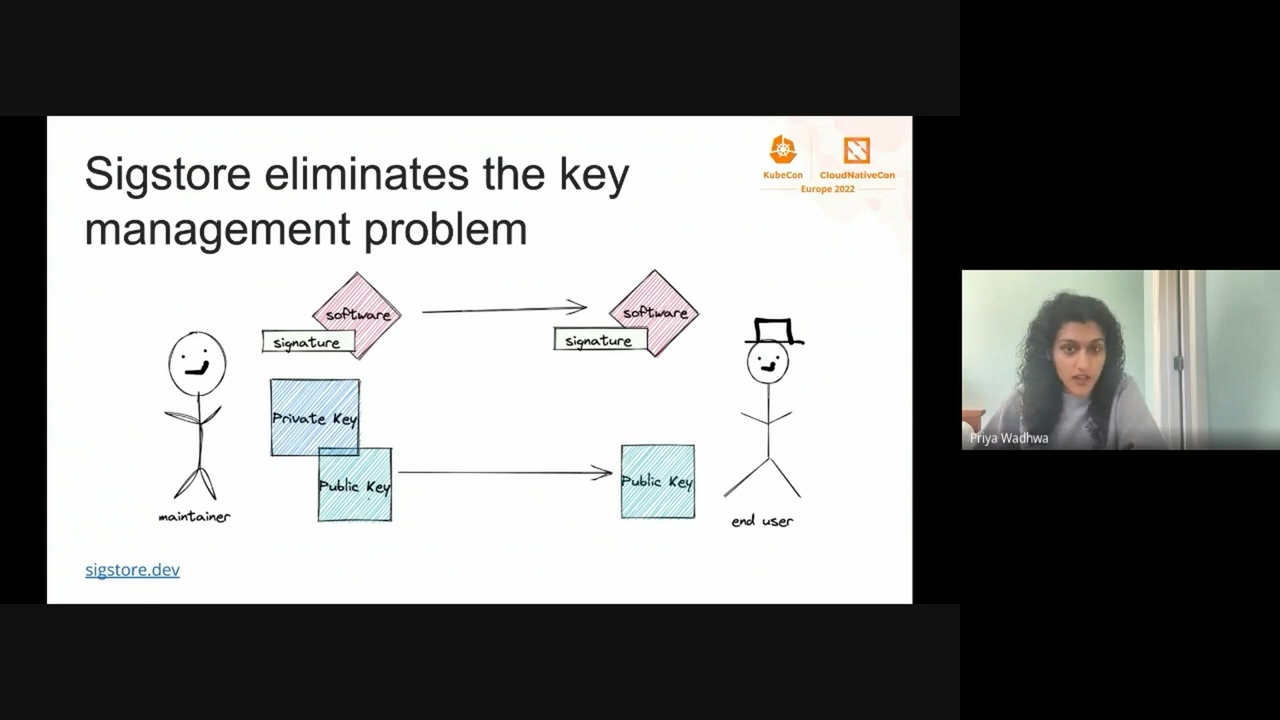 Sigstore eliminates the key
management problem
KubeCon
CloudNativeCon
Europe 2022
software
signature
software
signature
Private Key
Public Key
Public Key
maintainer
end user
sigstore.dev
Priya Wadhwa